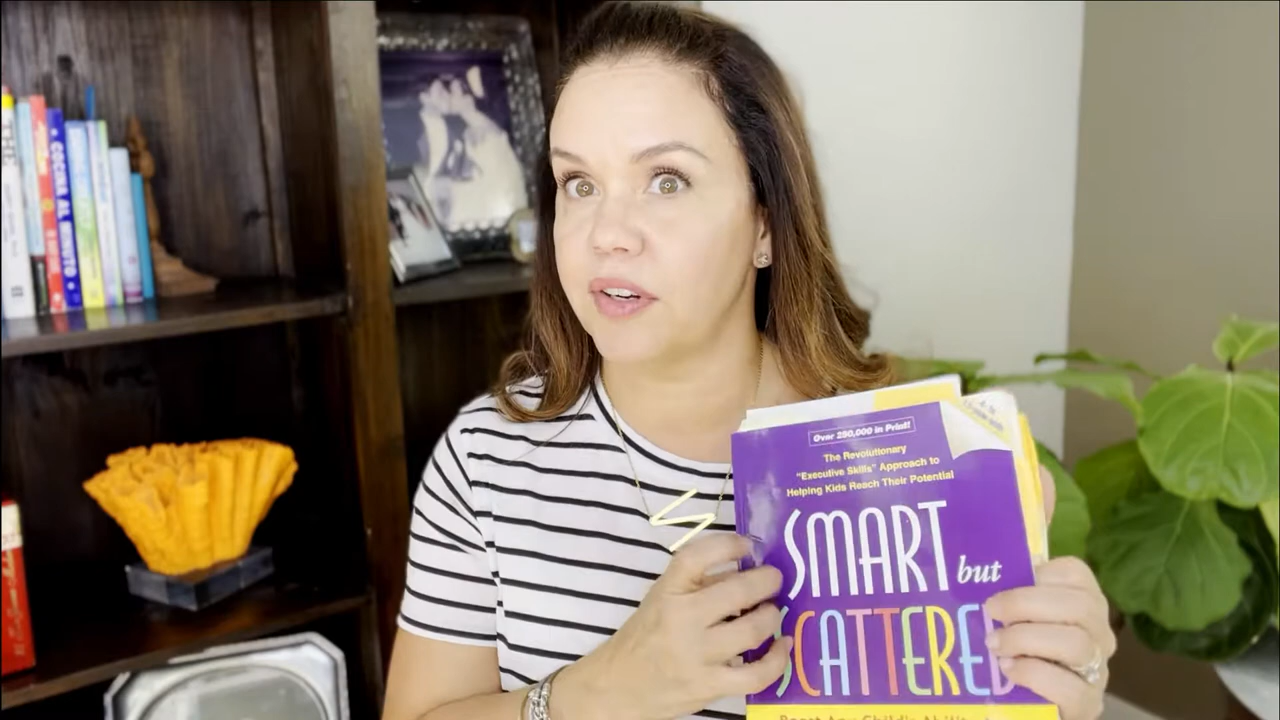 THE
COCINA AL MINUTO
Over 250,000 in Print!
The Revolutionary
"Executive Skills" Approach to
Helping Kids Reach Their Potential
SMART but
SCATTERED